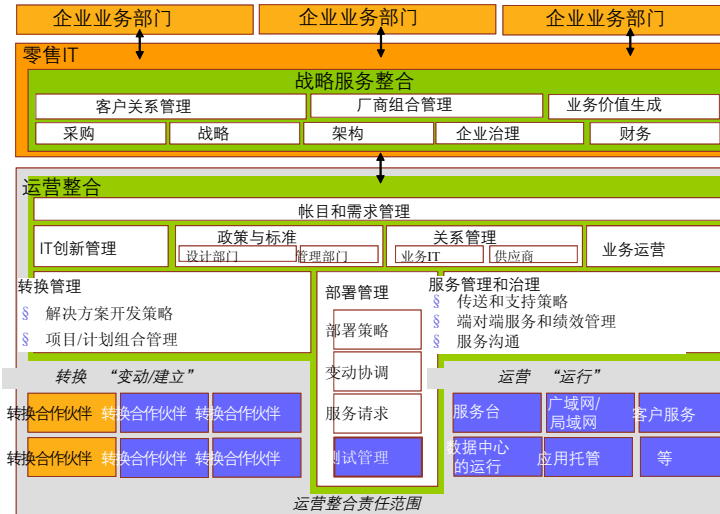 企业业务部门
企业业务部门
企业业务部门
零售IT
战略服务整合
客户关系管理
厂商组合管理
业务价值生成
采购
战略
架构
企业治理
财务
运营整合
帐目和需求管理
IT创新管理
政策与标准
设计部门
管理部门
关系管理
业务IT
供应商
业务运营
转换管理
§ 解决方案开发策略
§ 项目/计划组合管理
部署管理
部署策略
变动协调
服务请求
测试管理
服务管理和治理
§ 传送和支持策略
§ 端对端服务和绩效管理
§ 服务沟通
转换 “变动/建立”
转换合作伙伴
转换合作伙伴
转换合作伙伴
转换合作伙伴
转换合作伙伴
转换合作伙伴
运营 “运行”
服务台
广域网/
局域网
客户服务
数据中心
的运行
应用托管
等
运营整合责任范围